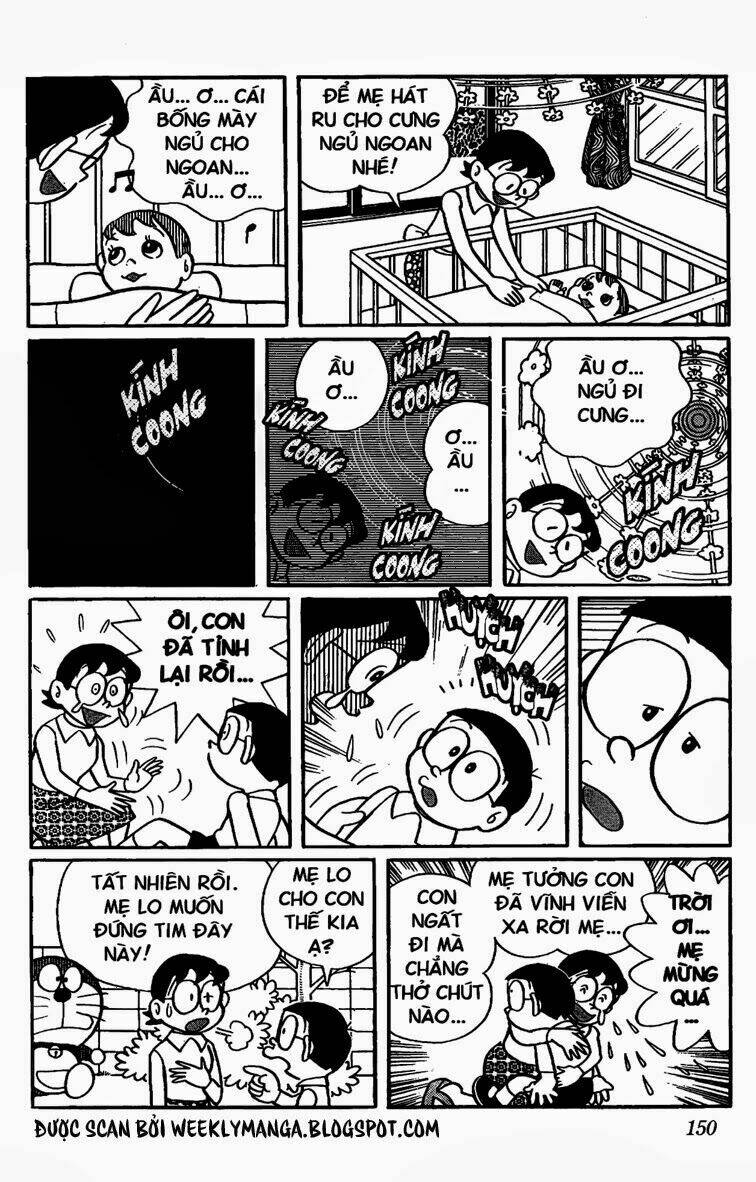 ĐỂ MẸ HÁT
RU CHO CƯNG
NGỦ NGOAN
NHÉ!
ẦU... Ơ... CÁI
BỐNG MÀY
NGỦ CHO
NGOAN...
ẦU... Ơ...
ẦU Ơ...
NGỦ ĐI
CƯNG...
KÍNH
COONG
KÍNH
COONG
Ơ...
ẦU
...
ẦU
Ơ...
KÍNH
COONG
KÍNH
COONG
KÍNH
COONG
HUỴCH
HUỴCH
ÔI, CON
ĐÃ TỈNH
LẠI RỒI...
TRỜI
ƠI...
MẸ
MỪNG
QUÁ
...
MẸ TƯỞNG CON
ĐÃ VĨNH VIỄN
XA RỜI MẸ...
CON
NGẤT
ĐI MÀ
CHẲNG
THỞ CHÚT
NÀO...
MẸ LO
CHO CON
THẾ KIA
Ạ?
TẤT NHIÊN RỒI.
MẸ LO MUỐN
ĐỨNG TIM ĐÂY
NÀY!
ĐƯỢC SCAN BỞI WEEKLYMANGA.BLOGSPOT.COM
150